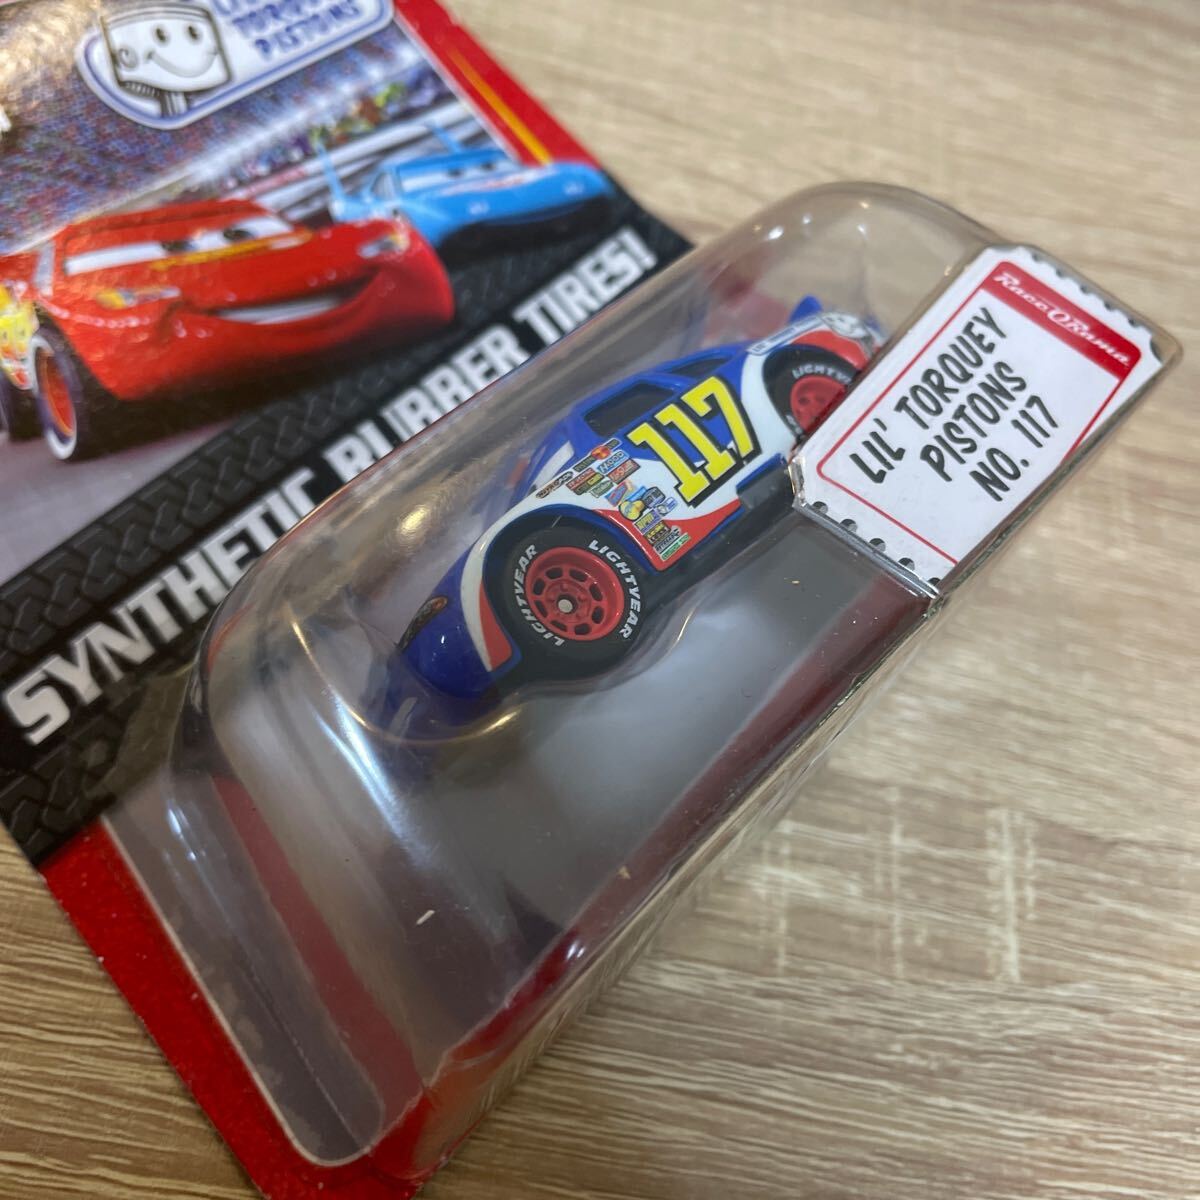 TORQUEY
PISTONS
SYNTHETIC RUBBER TIRES!
Race O Rama
LIL' TORQUEY
PISTONS
NO. 117
117
LIGHTYEAR
LIGHTYEAR
LIGHTYEAR